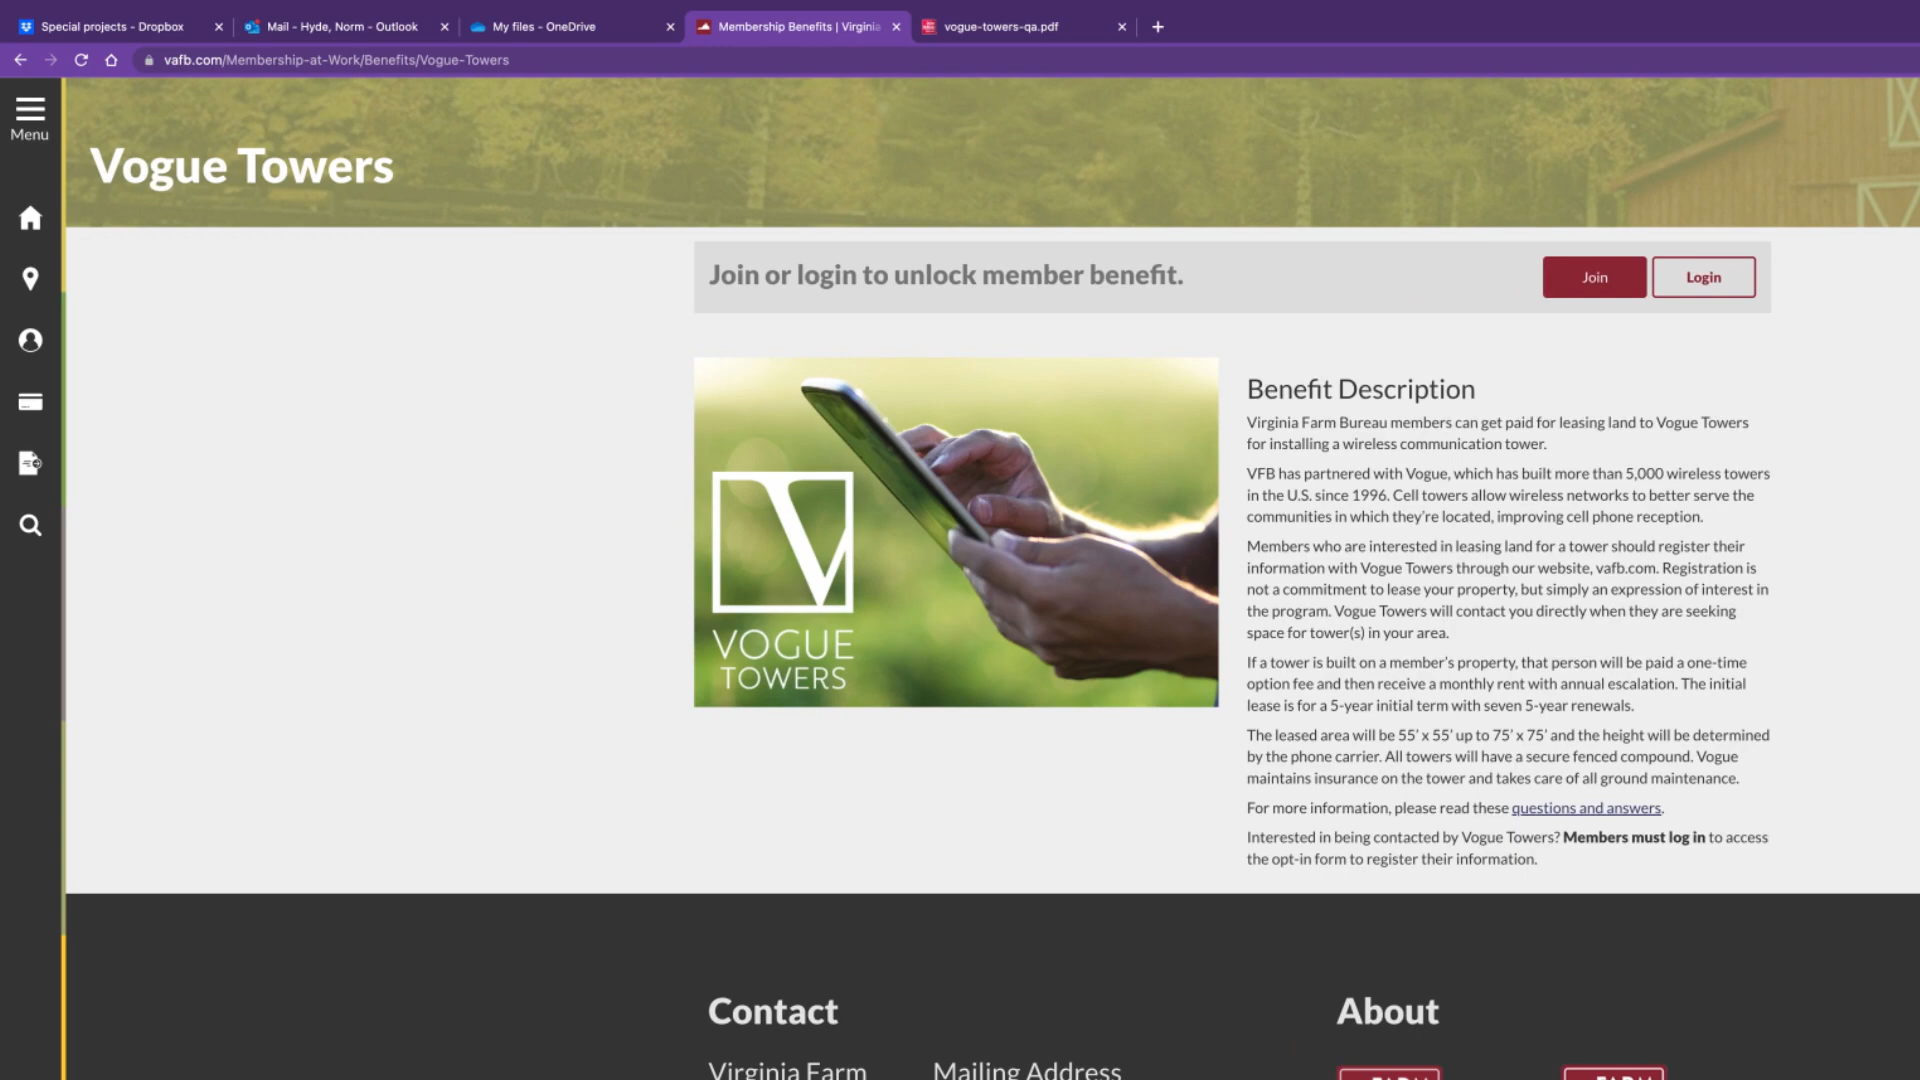 Special projects - Dropbox
Mail - Hyde, Norm - Outlook
My files - OneDrive
Membership Benefits | Virginia
vogue-towers-qa.pdf
vafb.com/Membership-at-Work/Benefits/Vogue-Towers
Menu
Vogue Towers
Join or login to unlock member benefit.
Join
Login
VOGUE
TOWERS
Benefit Description
Virginia Farm Bureau members can get paid for leasing land to Vogue Towers
for installing a wireless communication tower.
VFB has partnered with Vogue, which has built more than 5,000 wireless towers
in the U.S. since 1996. Cell towers allow wireless networks to better serve the
communities in which they're located, improving cell phone reception.
Members who are interested in leasing land for a tower should register their
information with Vogue Towers through our website, vafb.com. Registration is
not a commitment to lease your property, but simply an expression of interest in
the program. Vogue Towers will contact you directly when they are seeking
space for tower(s) in your area.
If a tower is built on a member's property, that person will be paid a one-time
option fee and then receive a monthly rent with annual escalation. The initial
lease is for a 5-year initial term with seven 5-year renewals.
The leased area will be 55' x 55' up to 75' x 75' and the height will be determined
by the phone carrier. All towers will have a secure fenced compound. Vogue
maintains insurance on the tower and takes care of all ground maintenance.
For more information, please read these questions and answers.
Interested in being contacted by Vogue Towers? Members must log in to access
the opt-in form to register their information.
Contact
About
Virginia Farm
Mailing Address
FARM
FARM